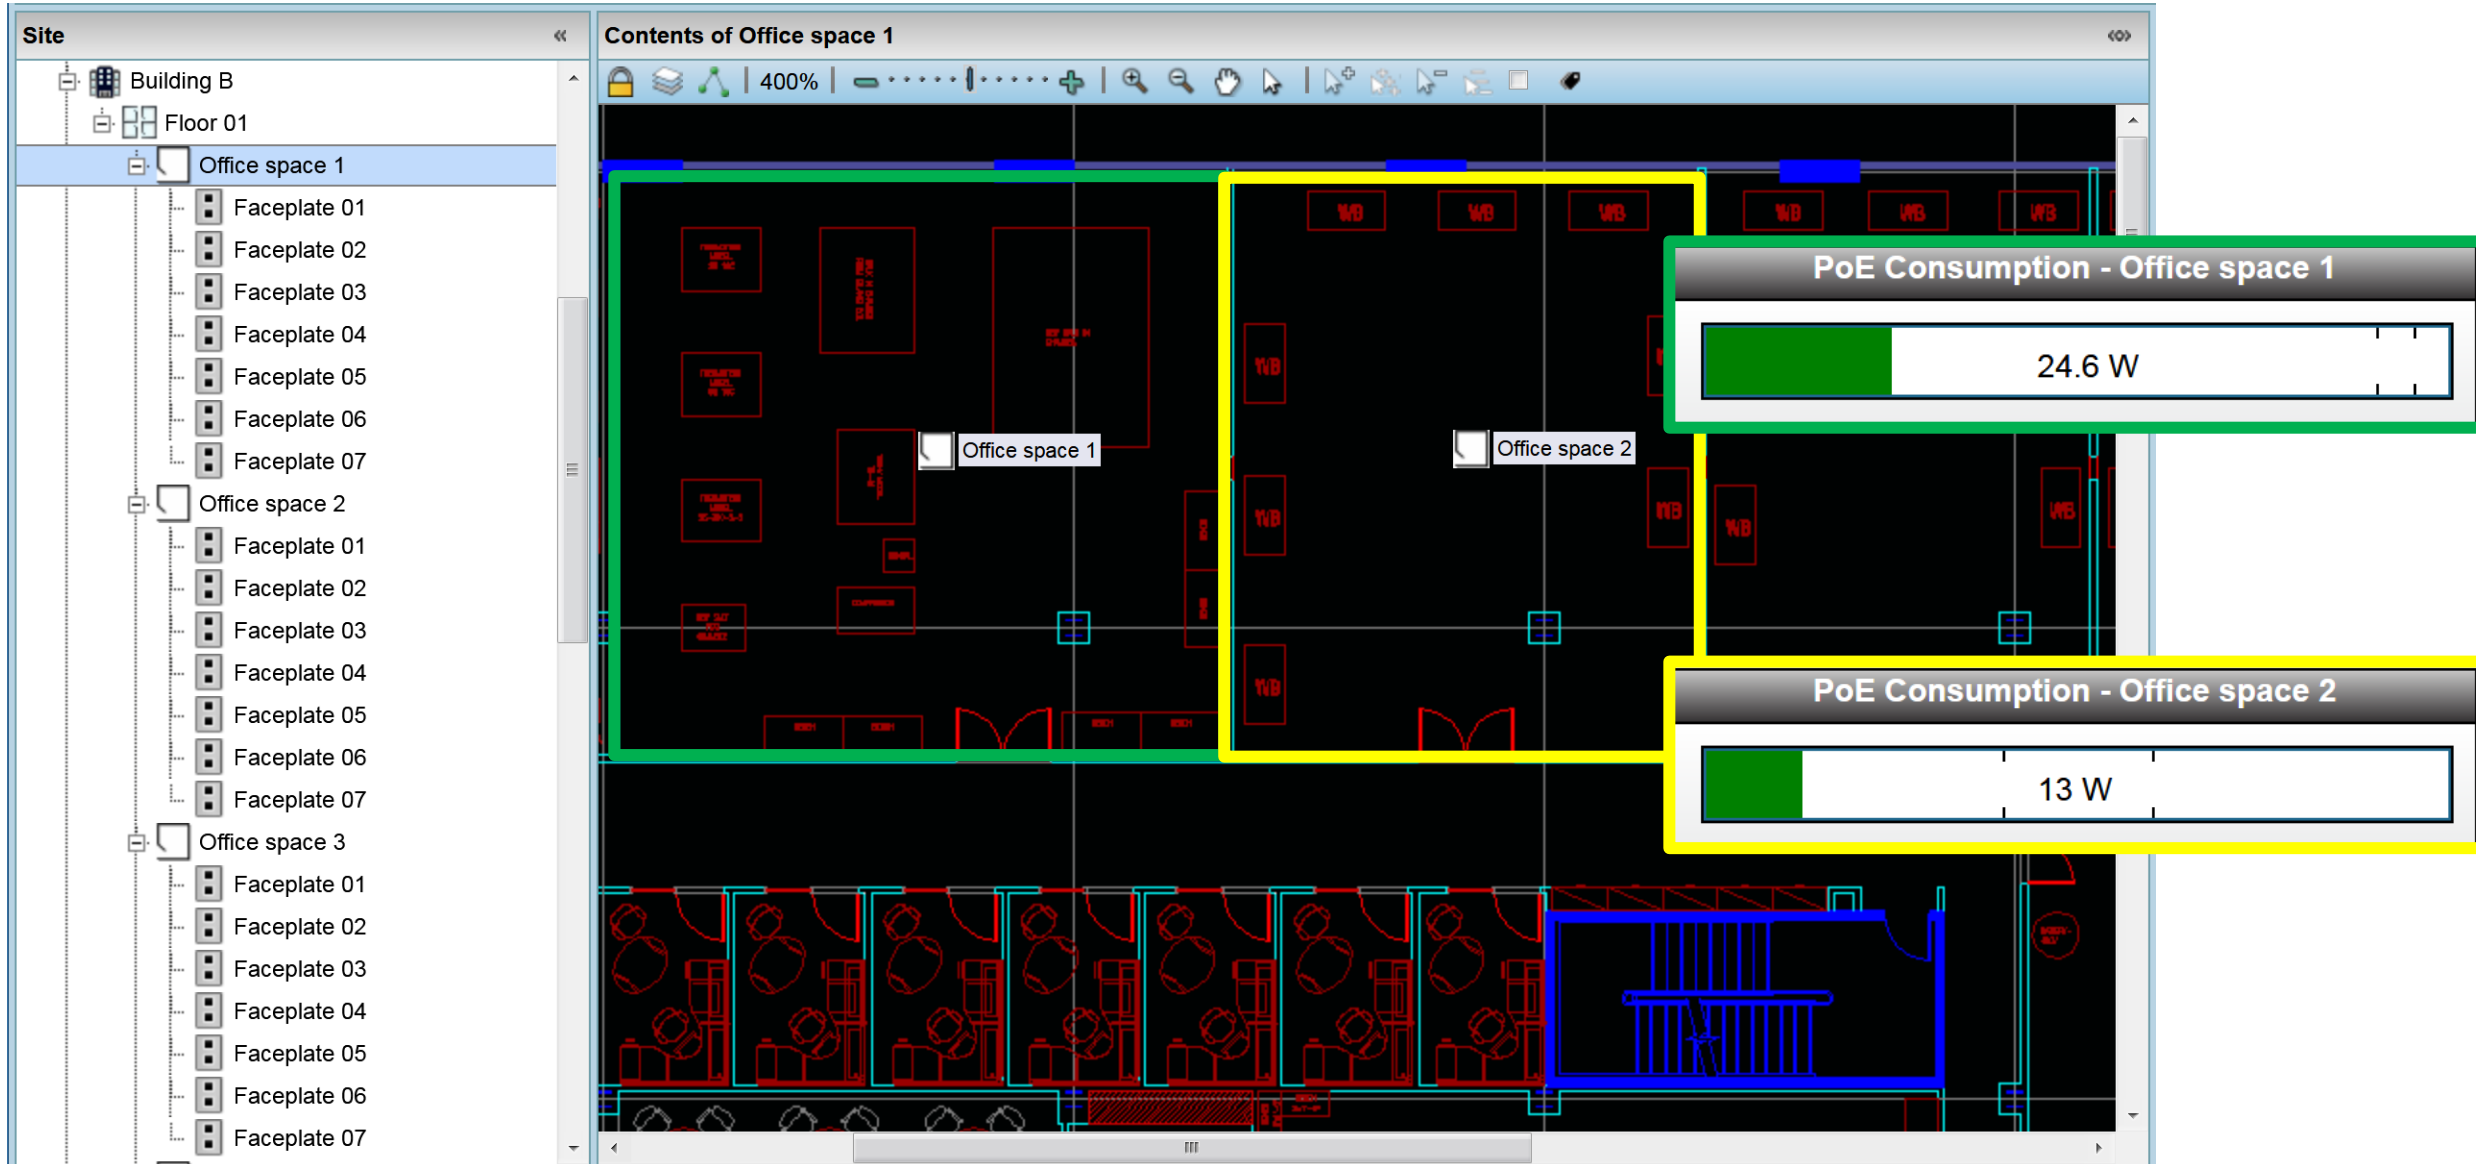 Site
Building B
Floor 01
Office space 1
Faceplate 01
Faceplate 02
Faceplate 03
Faceplate 04
Faceplate 05
Faceplate 06
Faceplate 07
Office space 2
Faceplate 01
Faceplate 02
Faceplate 03
Faceplate 04
Faceplate 05
Faceplate 06
Faceplate 07
Office space 3
Faceplate 01
Faceplate 02
Faceplate 03
Faceplate 04
Faceplate 05
Faceplate 06
Faceplate 07
Contents of Office space 1
400%
WB WB WB WB WB WB
WB
Office space 1
Office space 2
WB WB WB WB
WB
PoE Consumption - Office space 1
24.6 W
PoE Consumption - Office space 2
13 W